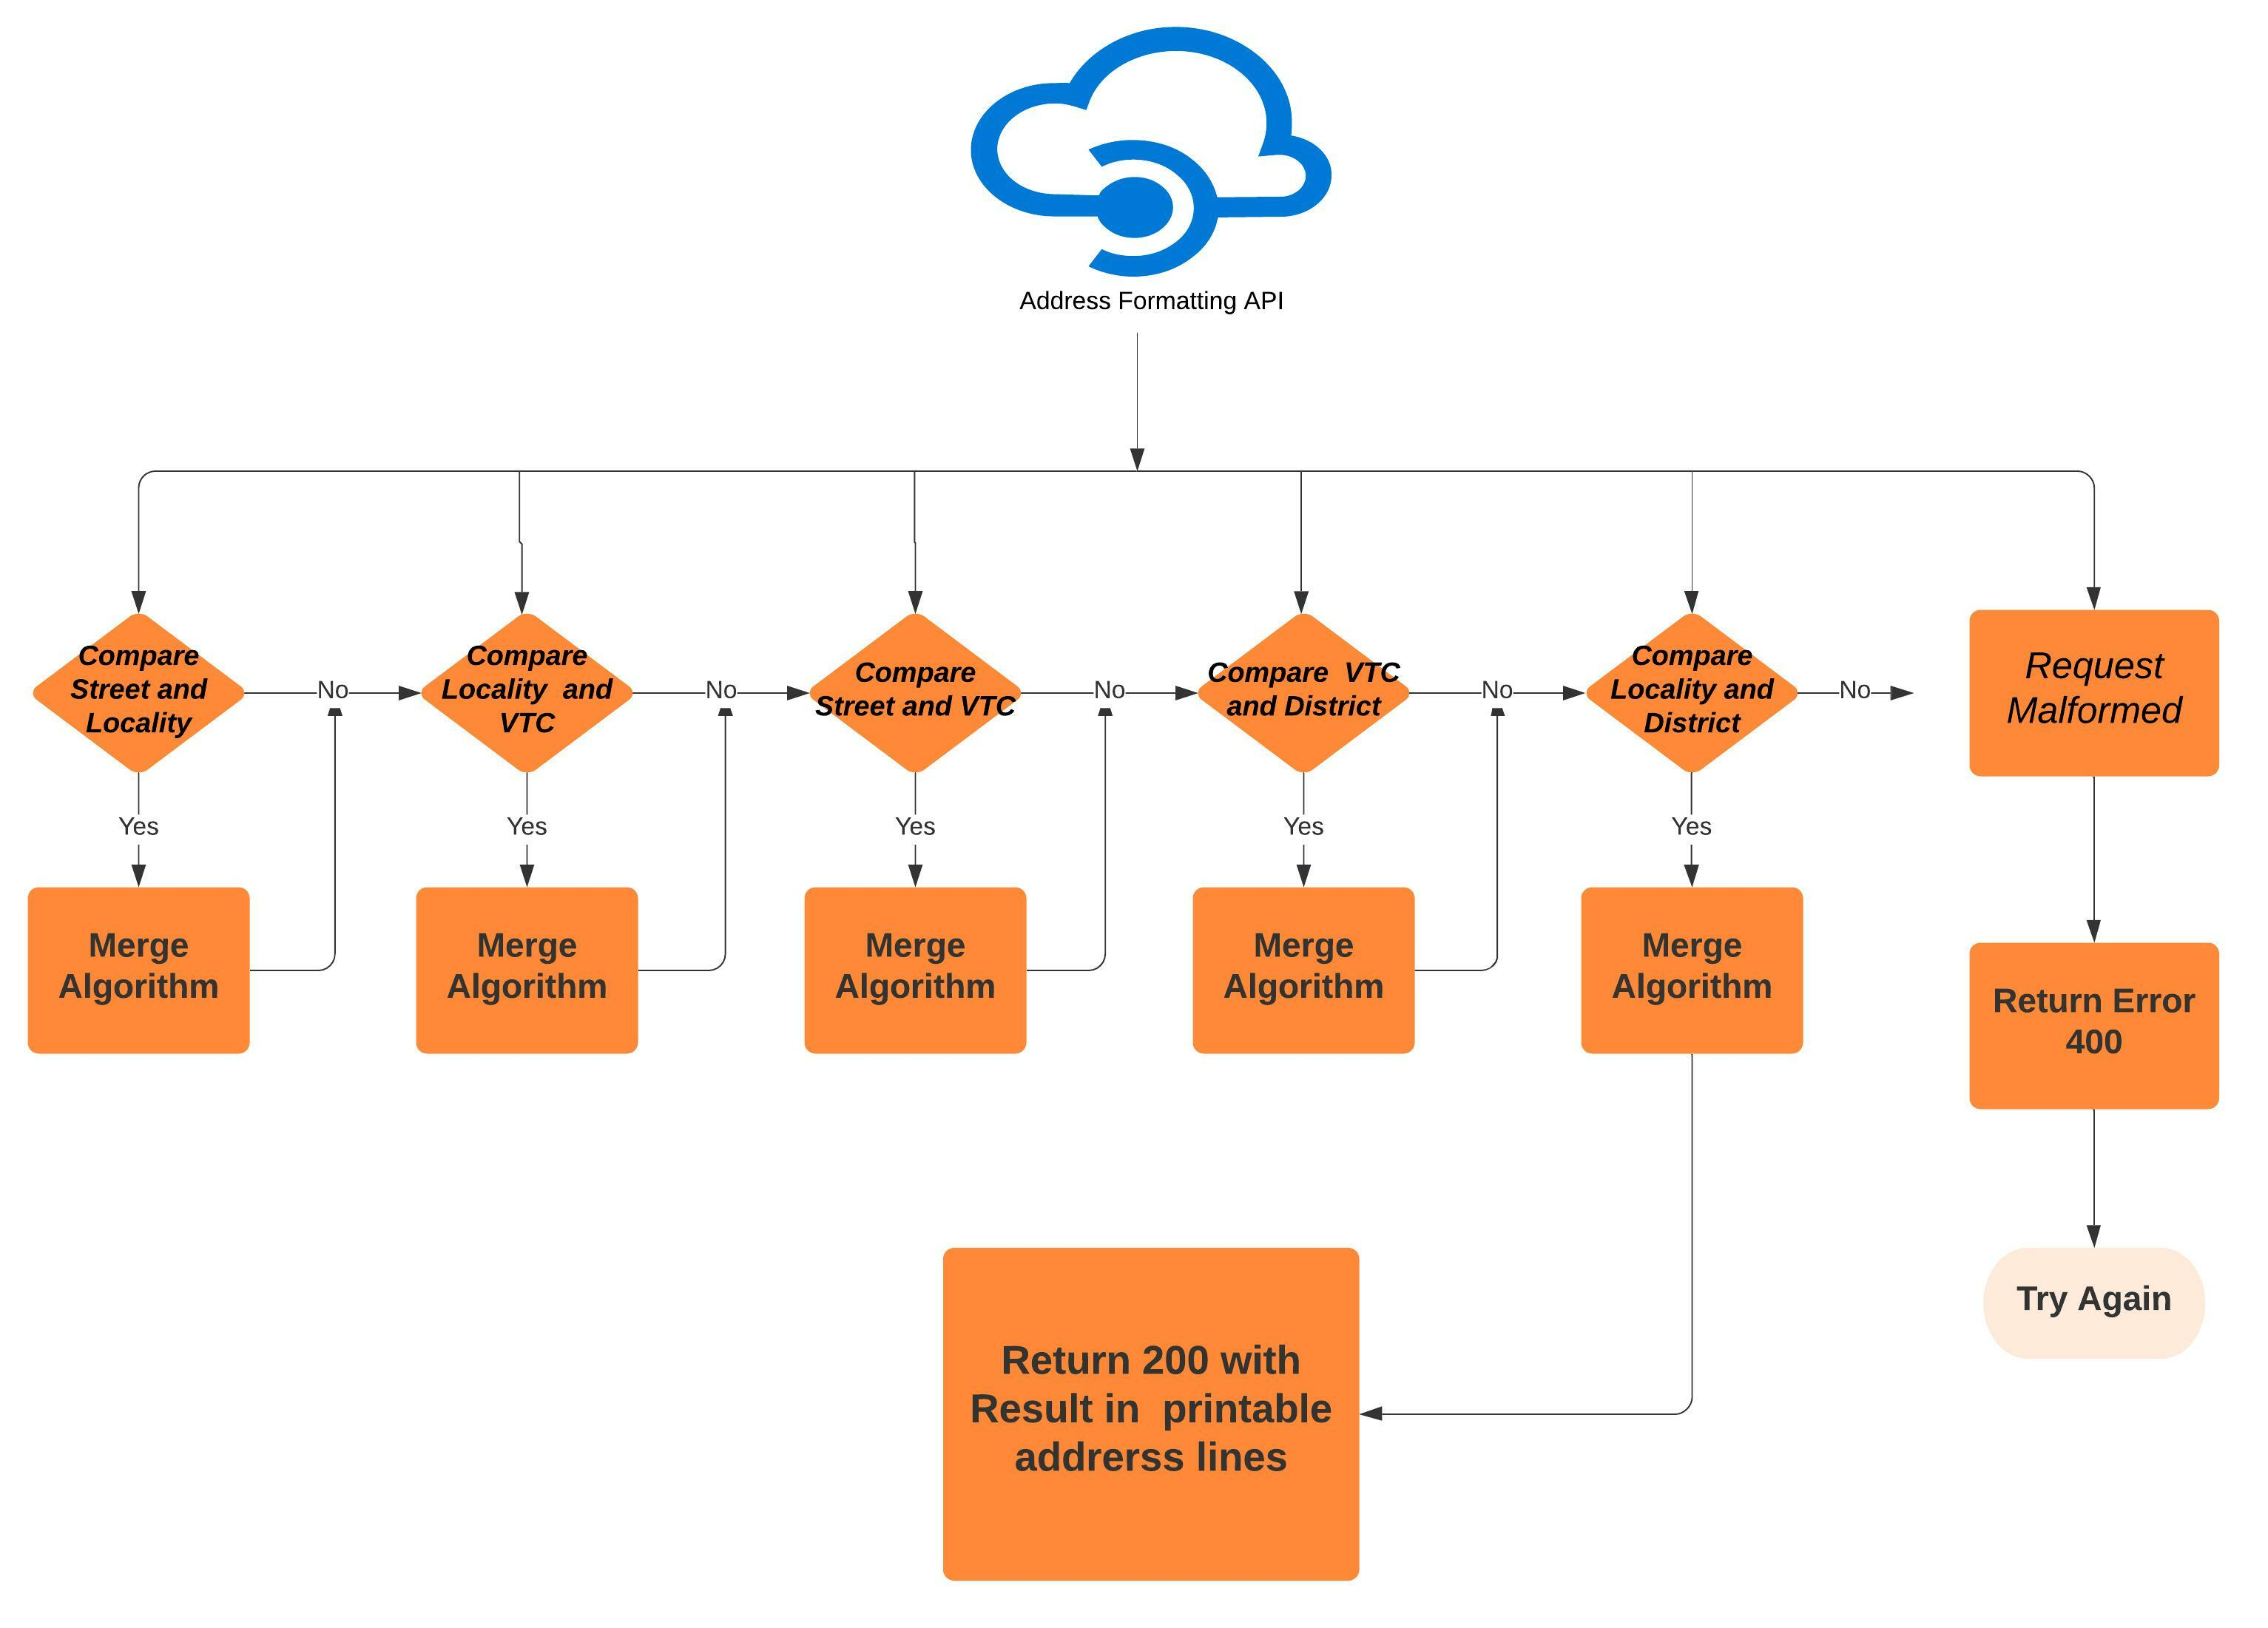 Address Formatting API
Compare
Street and
Locality
No
Compare
Locality and
VTC
No
Compare
Street and VTC
No
Compare VTC
and District
No
Compare
Locality and
District
No
Request
Malformed
Yes
Yes
Yes
Yes
Yes
Merge
Algorithm
Merge
Algorithm
Merge
Algorithm
Merge
Algorithm
Merge
Algorithm
Return Error
400
Try Again
Return 200 with
Result in printable
addrerss lines